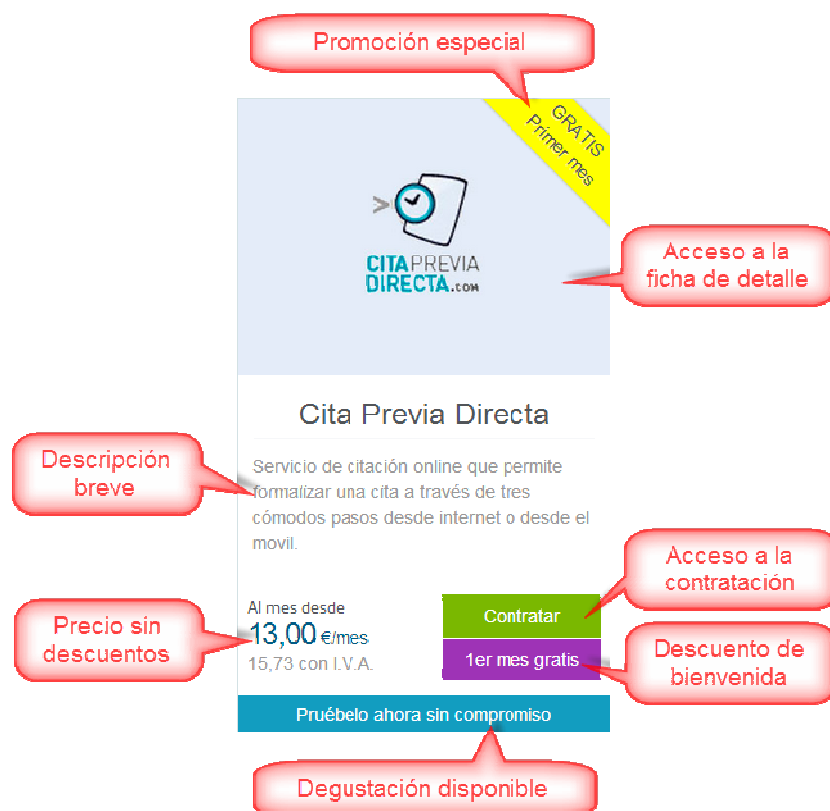 Promoción especial
GRATIS
Primer mes
CITAPREVIA
DIRECTA.COM
Acceso a la
ficha de detalle
Cita Previa Directa
Descripción
breve
Servicio de citación online que permite
formalizar una cita a través de tres
cómodos pasos desde internet o desde el
movil.
Acceso a la
contratación
Al mes desde
13,00 €/mes
15,73 con I.V.A.
Precio sin
descuentos
Contratar
1er mes gratis
Descuento de
bienvenida
Pruébelo ahora sin compromiso
Degustación disponible